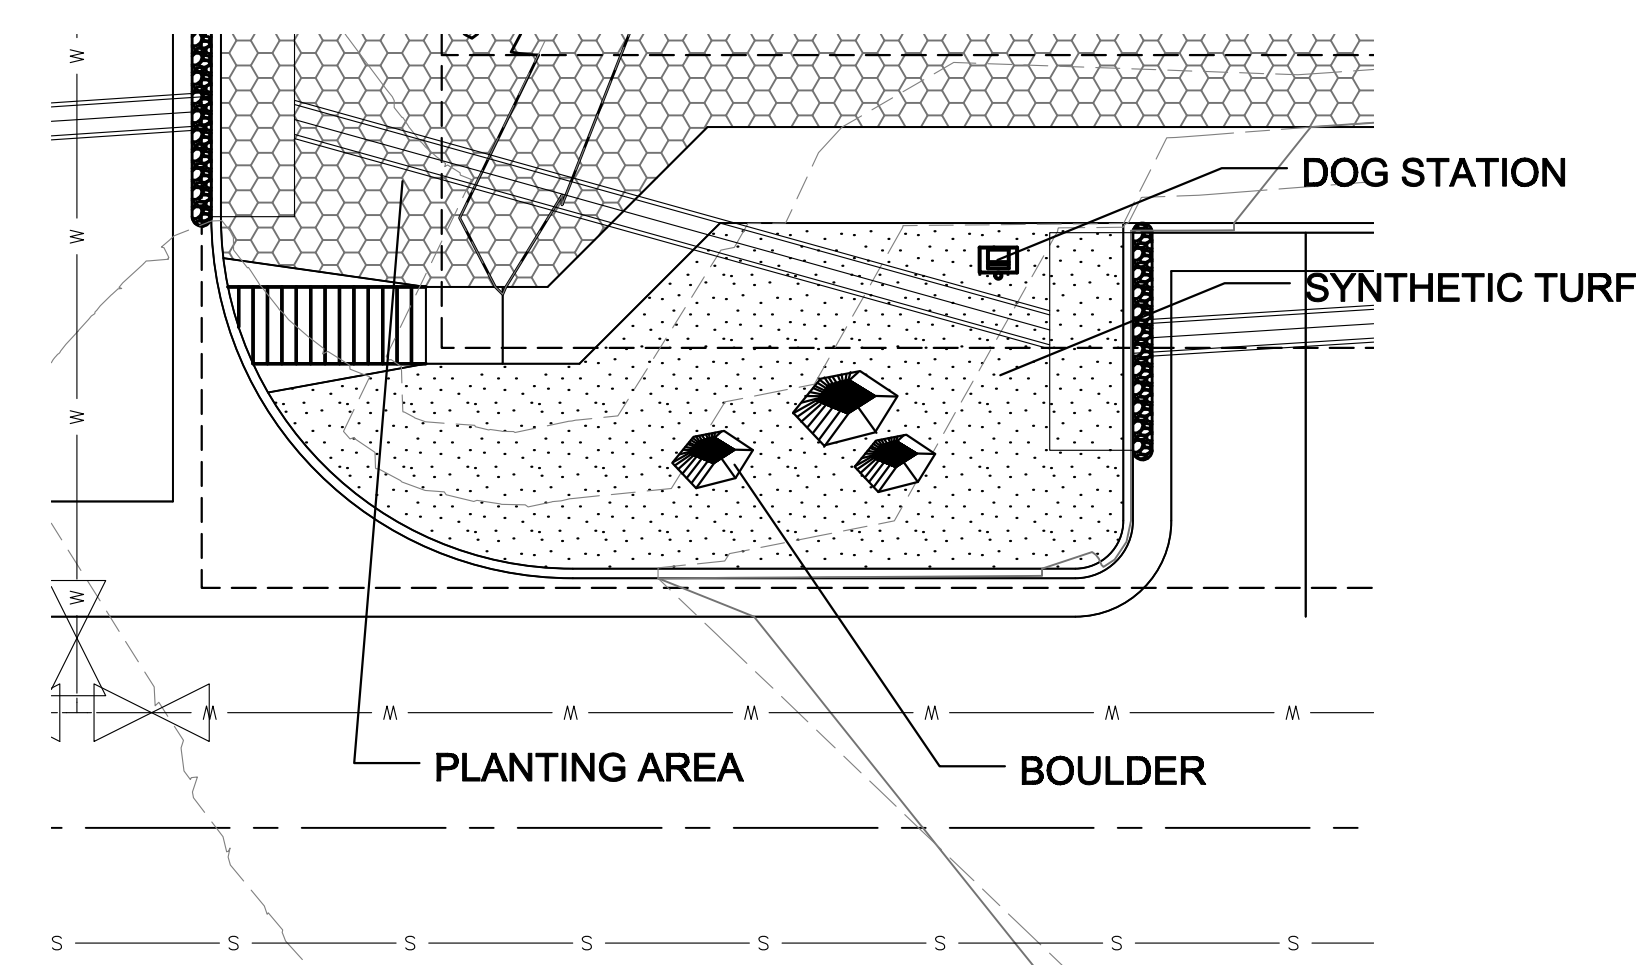 W
DOG STATION
W
SYNTHETIC TURF
W
W
W W W W W W W
PLANTING AREA
BOULDER
S S S S S S S S